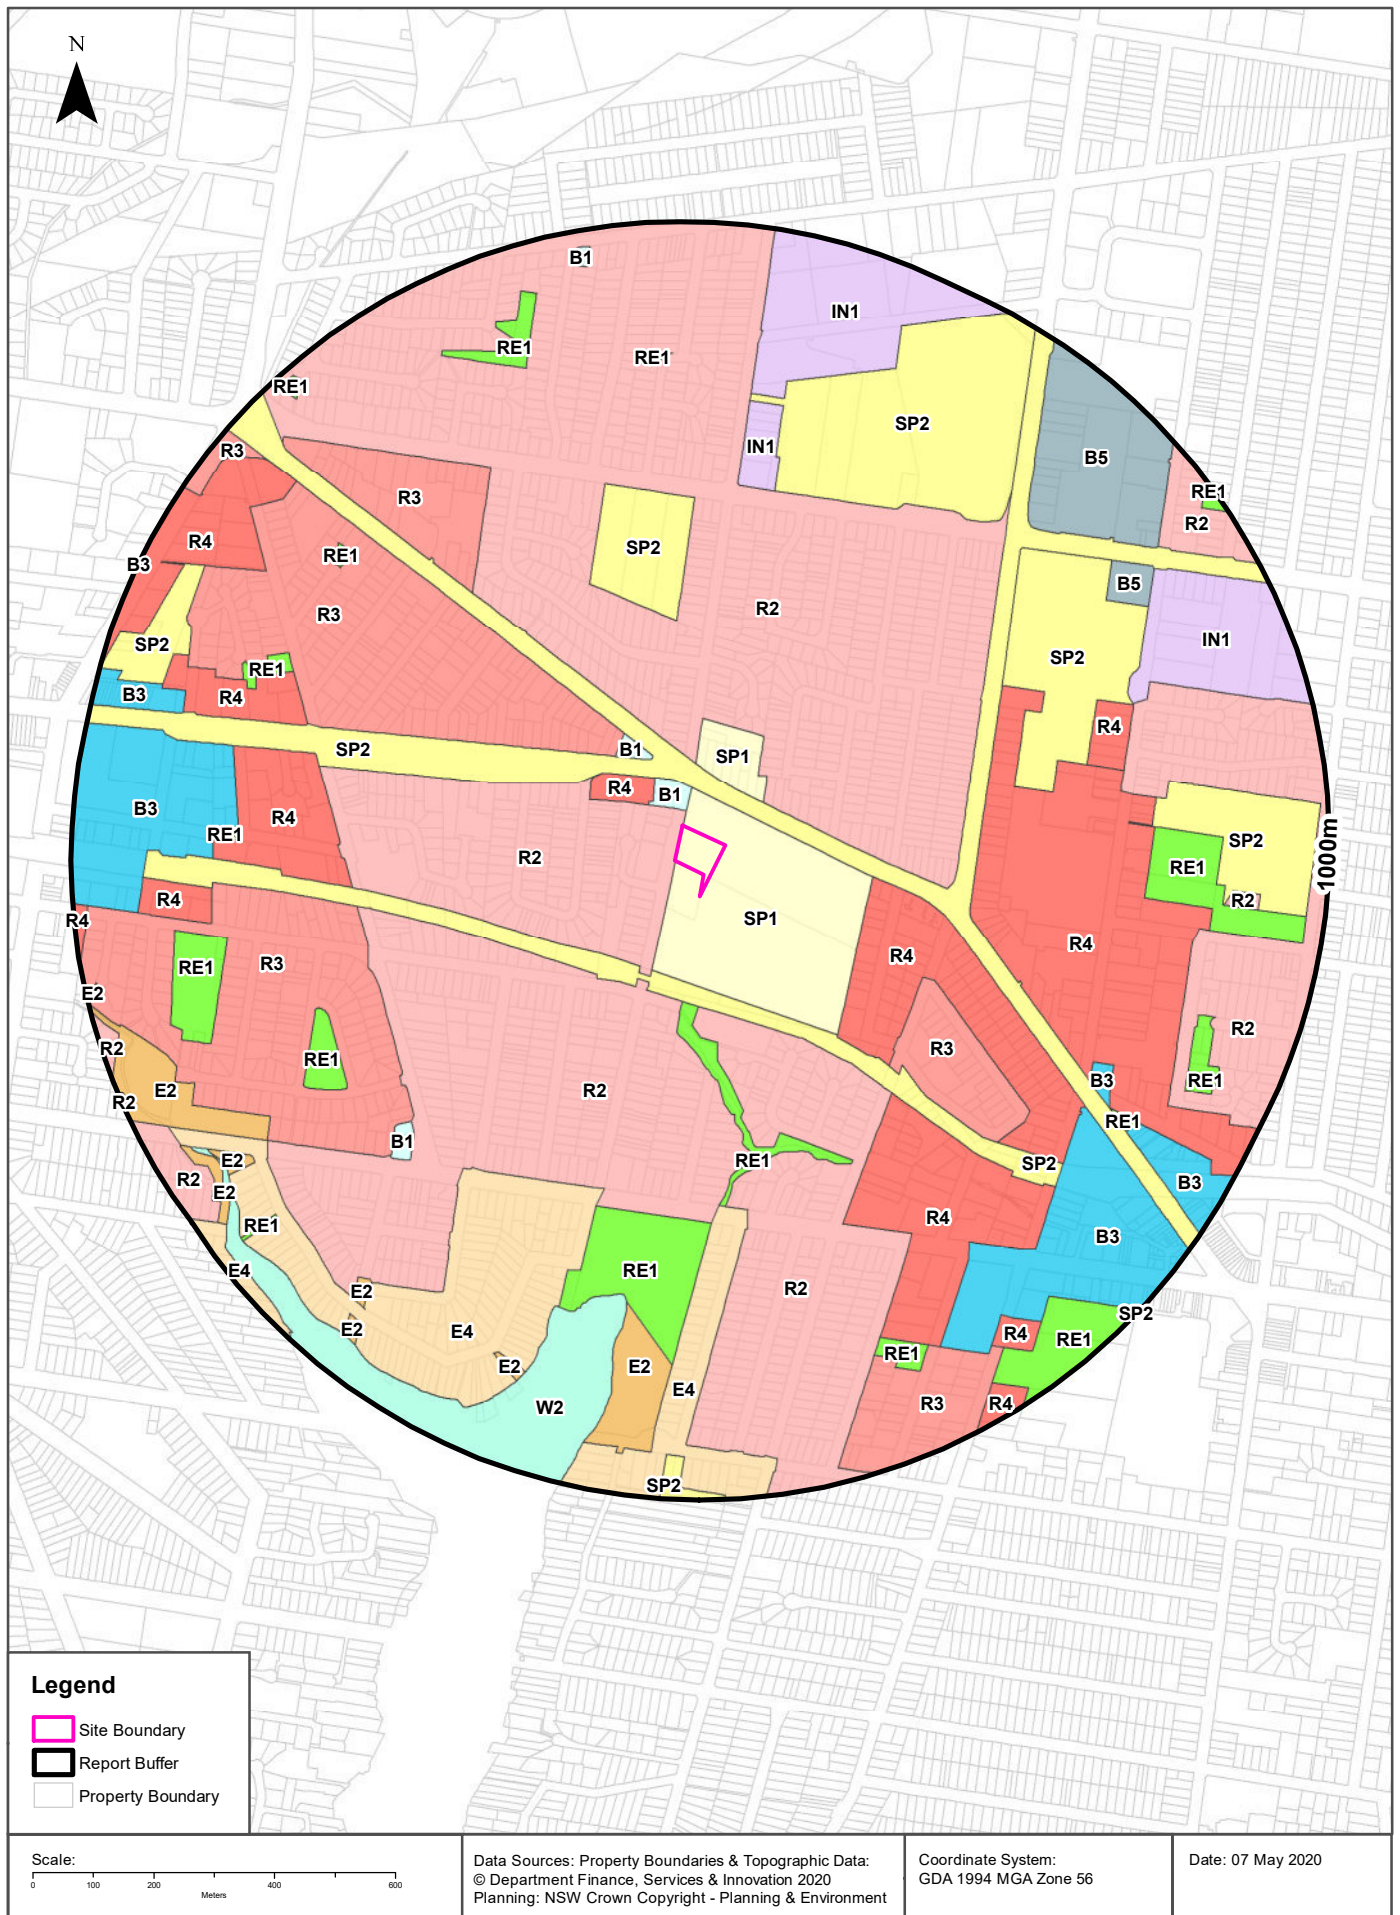 N
B1
IN1
RE1
RE1
RE1
SP2
R3
IN1
B5
R3
RE1
R2
R4
RE1
SP2
B3
B5
R2
R3
IN1
SP2
SP2
RE1
B3
R4
R4
SP2
B1
SP1
R4
B1
B3
RE1
R4
SP2
1000m
R2
RE1
R4
R2
R4
SP1
R4
R4
RE1
R3
E2
R2
R2
RE1
R3
R2
E2
R2
B3
RE1
R2
RE1
B1
E2
RE1
SP2
R2
E2
B3
RE1
R4
B3
E4
RE1
E2
R2
E2
E4
SP2
R4
RE1
RE1
E2
E2
E4
W2
R3
R4
SP2
Legend
Site Boundary
Report Buffer
Property Boundary
Scale:
0 100 200 400 600
Meters
Data Sources: Property Boundaries & Topographic Data:
© Department Finance, Services & Innovation 2020
Planning: NSW Crown Copyright - Planning & Environment
Coordinate System:
GDA 1994 MGA Zone 56
Date: 07 May 2020